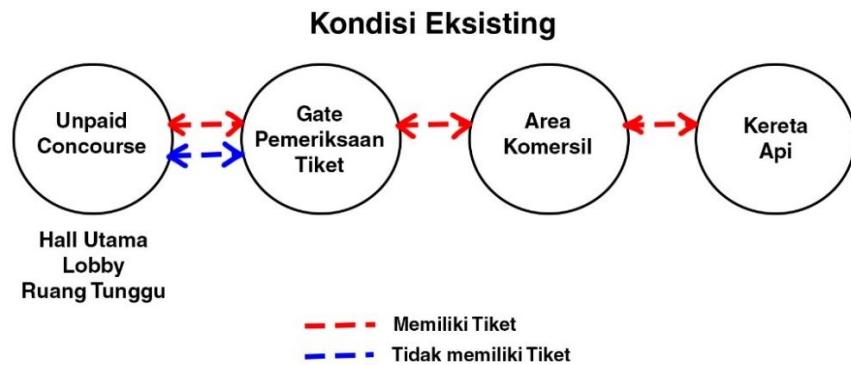 Kondisi Eksisting
Unpaid
Concourse
Gate
Pemeriksaan
Tiket
Area
Komersil
Kereta
Api
Hall Utama
Lobby
Ruang Tunggu
Memiliki Tiket
Tidak memiliki Tiket